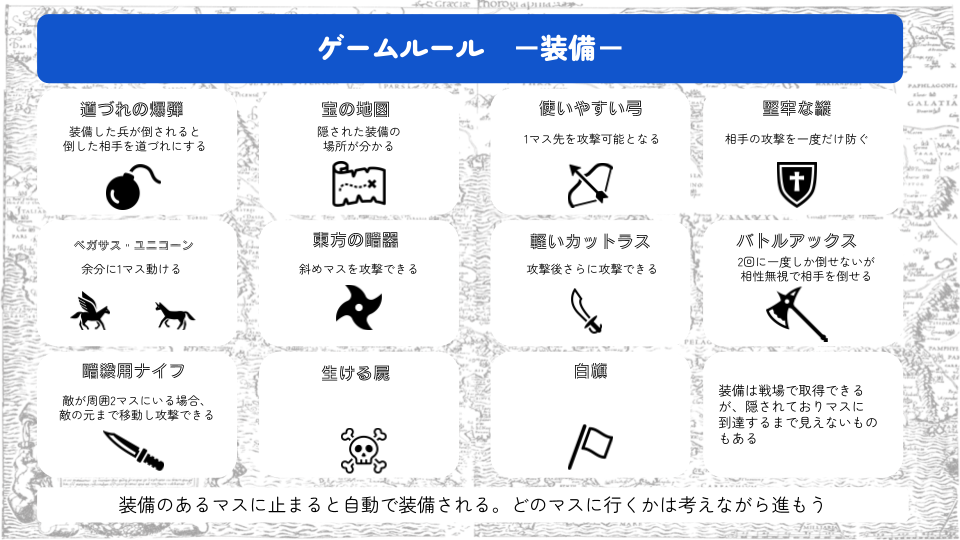 ゲームルール　－装備－
道づれの爆弾
装備した兵が倒されると
倒した相手を道づれにする
宝の地図
隠された装備の
場所が分かる
使いやすい弓
1マス先を攻撃可能となる
堅牢な縦
相手の攻撃を一度だけ防ぐ
ペガサス・ユニコーン
余分に1マス動ける
東方の暗器
斜めマスを攻撃できる
軽いカットラス
攻撃後さらに攻撃できる
バトルアックス
2回に一度しか倒せないが
相性無視で相手を倒せる
暗殺用ナイフ
敵が周囲2マスにいる場合、
敵の元まで移動し攻撃できる
生ける屍
白旗
装備は戦場で取得できる
が、隠されておりマスに
到達するまで見えないもの
もある
装備のあるマスに止まると自動で装備される。どのマスに行くかは考えながら進もう
GALATIA